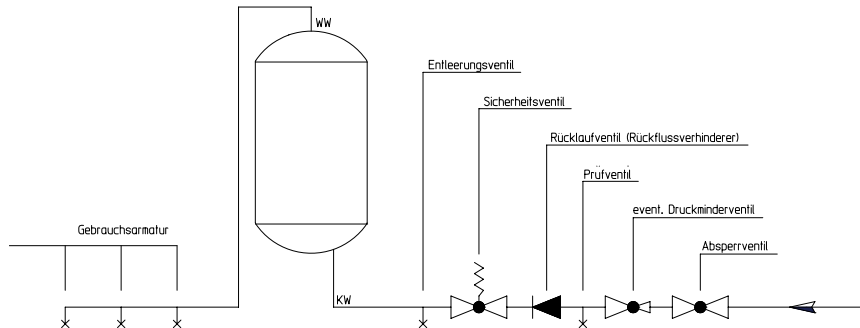 WW
Entleerungsventil
Sicherheitsventil
Rücklaufventil (Rückflussverhinderer)
Prüfventil
event. Druckminderventil
Gebrauchsarmatur
Absperrventil
KW